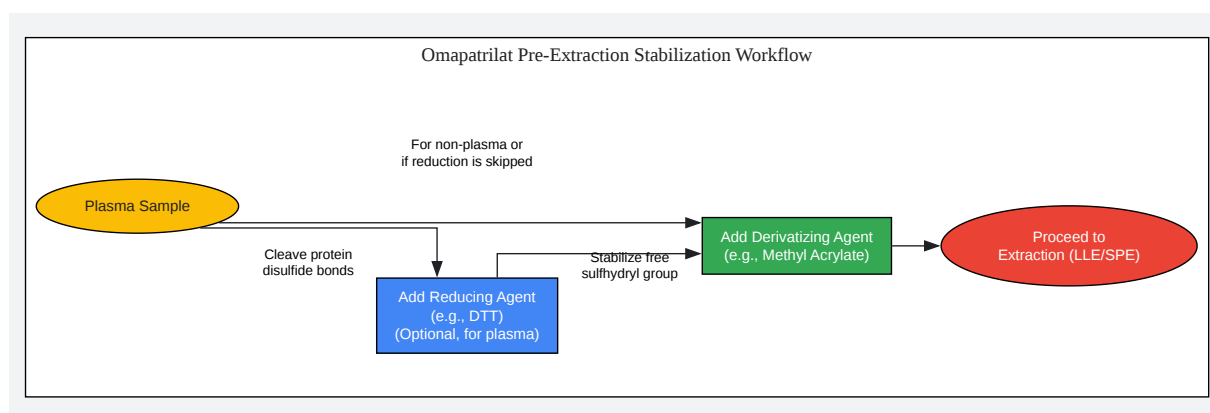 Omapatrilat Pre-Extraction Stabilization Workflow
For non-plasma or
if reduction is skipped
Plasma Sample
Cleave protein
disulfide bonds
Add Reducing Agent
(e.g., DTT)
(Optional, for plasma)
Stabilize free
sulfhydryl group
Add Derivatizing Agent
(e.g., Methyl Acrylate)
Proceed to
Extraction (LLE/SPE)